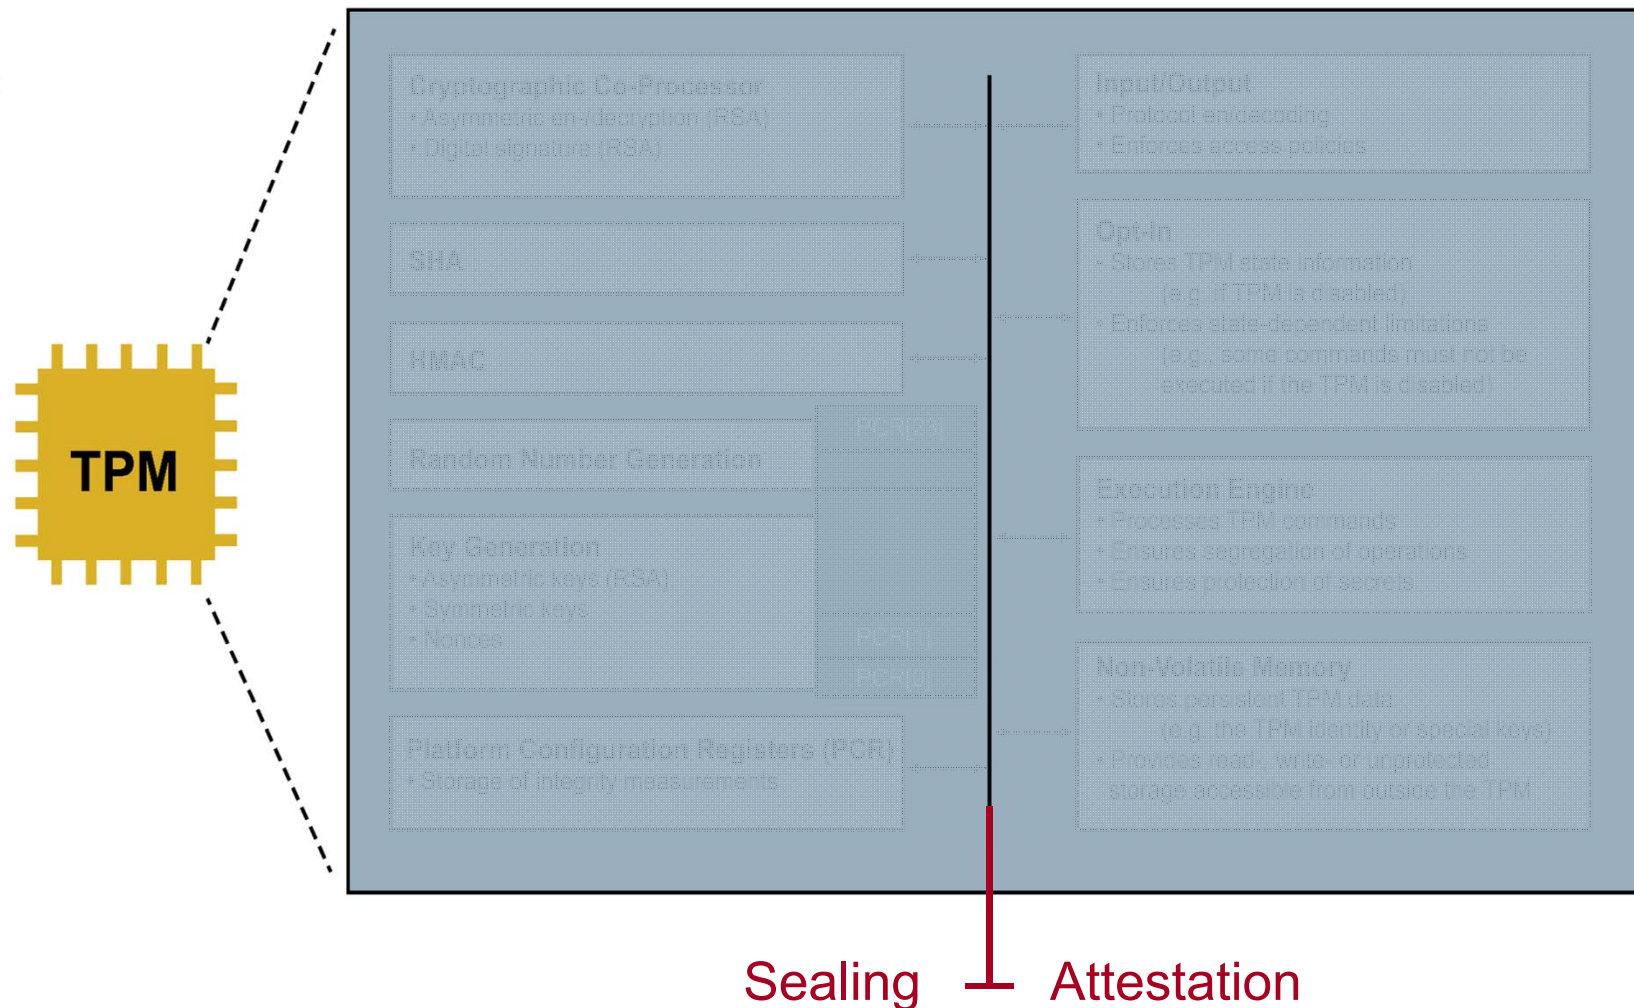 TPM
Cryptographic Co-Processor
• Asymmetric en-/decryption (RSA)
• Digital signature (RSA)
SHA
HMAC
Random Number Generation
Key Generation
• Asymmetric keys (RSA)
• Symmetric keys
• Nonces
PCR[23]
PCR[1]
PCR[0]
Platform Configuration Registers (PCR)
• Storage of integrity measurements
Input/Output
• Protocol en/decoding
• Enforces access policies
Opt-In
• Stores TPM state information
(e.g. if TPM is disabled)
• Enforces state-dependent limitations
(e.g., some commands must not be
executed if the TPM is disabled)
Execution Engine
• Processes TPM commands
• Ensures segregation of operations
• Ensures protection of secrets
Non-Volatile Memory
• Stores persistent TPM data
(e.g. the TPM identity or special keys)
• Provides read-, write- or unprotected
storage accessible from outside the TPM
Sealing
Attestation